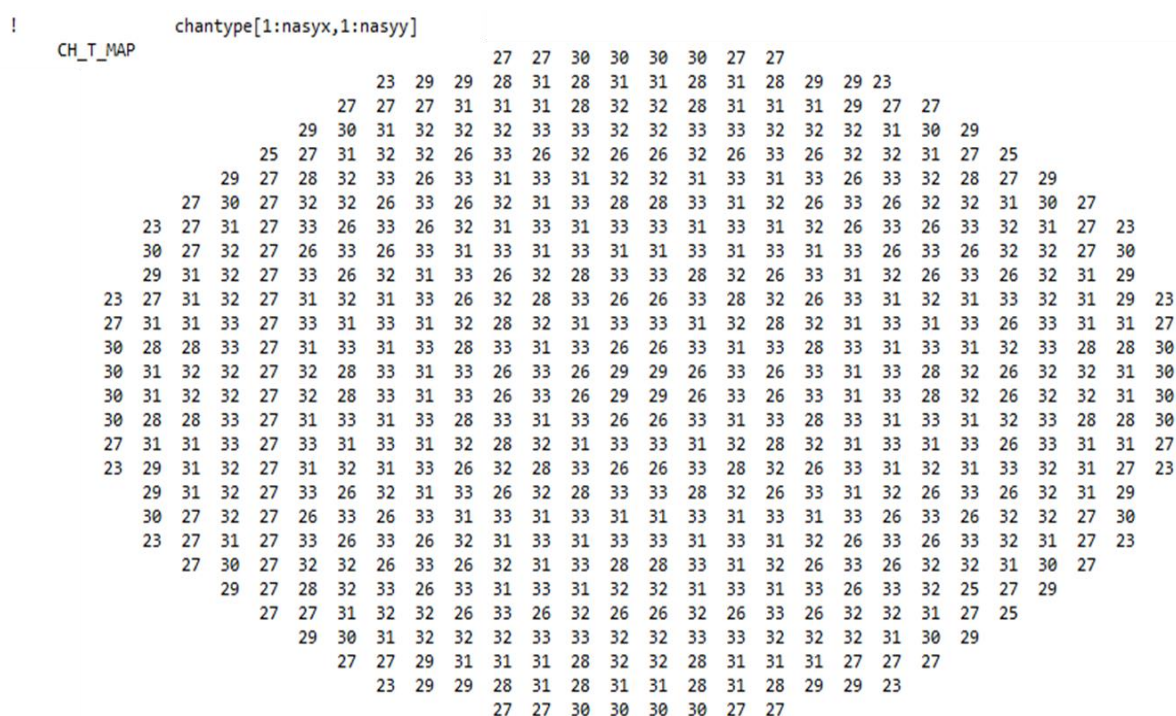 ! chantype[1:nasyx,1:nasyy]
CH_T_MAP
27 27 30 30 30 30 27 27
23 29 29 28 31 28 31 31 28 31 28 29 29 23
27 27 27 31 31 31 28 32 32 28 31 31 31 29 27 27
29 30 31 32 32 32 33 33 32 32 33 33 32 32 32 31 30 29
25 27 31 32 32 26 33 26 32 26 26 32 26 33 26 32 32 31 27 25
29 27 28 32 33 26 33 31 33 31 32 32 31 33 31 33 26 33 32 28 27 29
27 30 27 32 32 26 33 26 32 31 33 28 28 33 31 32 26 33 26 32 32 31 30 27
23 27 31 27 33 26 33 26 32 31 33 31 33 33 31 33 31 32 26 33 26 33 32 31 27 23
30 27 32 27 26 33 26 33 31 33 31 33 31 31 33 31 33 31 33 26 33 26 32 32 27 30
29 31 32 27 33 26 32 31 33 26 32 28 33 33 28 32 26 33 31 32 26 33 26 32 31 29
23 27 31 32 27 31 32 31 33 26 32 28 33 26 26 33 28 32 26 33 31 32 31 33 32 31 29 23
27 31 31 33 27 33 31 33 31 32 28 32 31 33 33 31 32 28 32 31 33 31 33 26 33 31 31 27
30 28 28 33 27 31 33 31 33 28 33 31 33 26 26 33 31 33 28 33 31 33 31 32 33 28 28 30
30 31 32 32 27 32 28 33 31 33 26 33 26 29 29 26 33 26 33 31 33 28 32 26 32 32 31 30
30 31 32 32 27 32 28 33 31 33 26 33 26 29 29 26 33 26 33 31 33 28 32 26 32 32 31 30
30 28 28 33 27 31 33 31 33 28 33 31 33 26 26 33 31 33 28 33 31 33 31 32 33 28 28 30
27 31 31 33 27 33 31 33 31 32 28 32 31 33 33 31 32 28 32 31 33 31 33 26 33 31 31 27
23 29 31 32 27 31 32 31 33 26 32 28 33 26 26 33 28 32 26 33 31 32 31 33 32 31 27 23
29 31 32 27 33 26 32 31 33 26 32 28 33 33 28 32 26 33 31 32 26 33 26 32 31 29
30 27 32 27 26 33 26 33 31 33 31 33 31 31 33 31 33 31 33 26 33 26 32 32 27 30
23 27 31 27 33 26 33 26 32 31 33 31 33 33 31 33 31 32 26 33 26 33 32 31 27 23
27 30 27 32 32 26 33 26 32 31 33 28 28 33 31 32 26 33 26 32 32 31 30 27
29 27 28 32 33 26 33 31 33 31 32 32 31 33 31 33 26 33 32 25 27 29
27 27 31 32 32 26 33 26 32 26 26 32 26 33 26 32 32 31 27 25
29 30 31 32 32 32 33 33 32 32 33 33 32 32 32 31 30 29
27 27 29 31 31 31 28 32 32 28 31 31 31 27 27 27
23 29 29 28 31 28 31 31 28 31 28 29 29 23
27 27 30 30 30 30 27 27